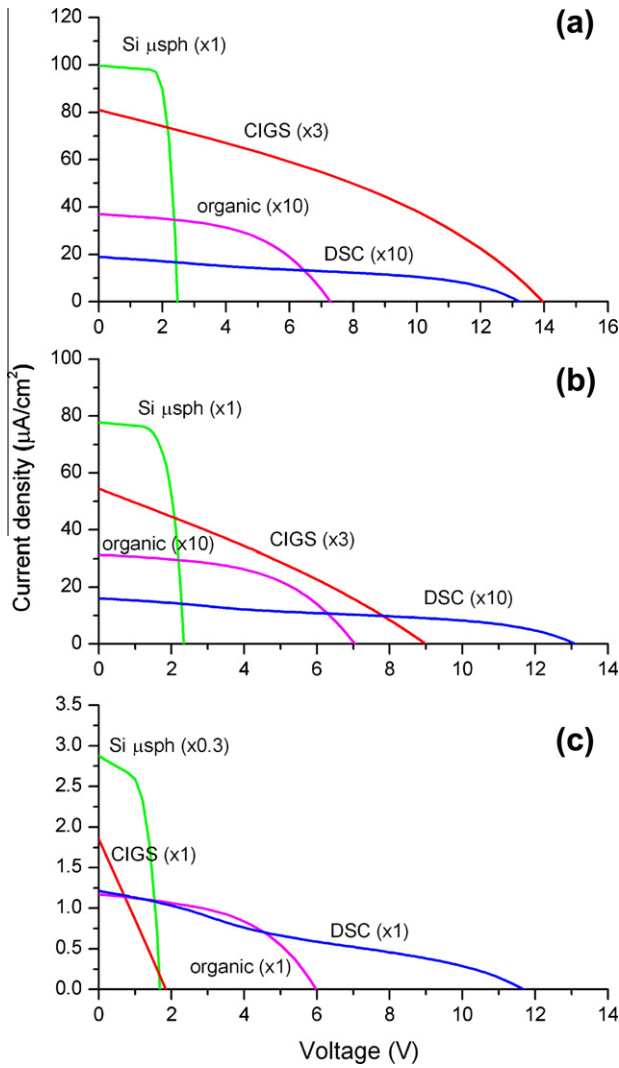 120
(a)
Si μsph (x1)
100
80
CIGS (x3)
60
40
organic (x10)
20
DSC (x10)
0
0 2 4 6 8 10 12 14 16
100
(b)
80
Si μsph (x1)
60
40
organic (x10)
CIGS (x3)
20
DSC (x10)
0
0 2 4 6 8 10 12 14
Current density (μA/cm²)
3.5
(c)
3.0
Si μsph (x0.3)
2.5
2.0
CIGS (x1)
1.5
1.0
DSC (x1)
0.5
organic (x1)
0.0
0 2 4 6 8 10 12 14
Voltage (V)